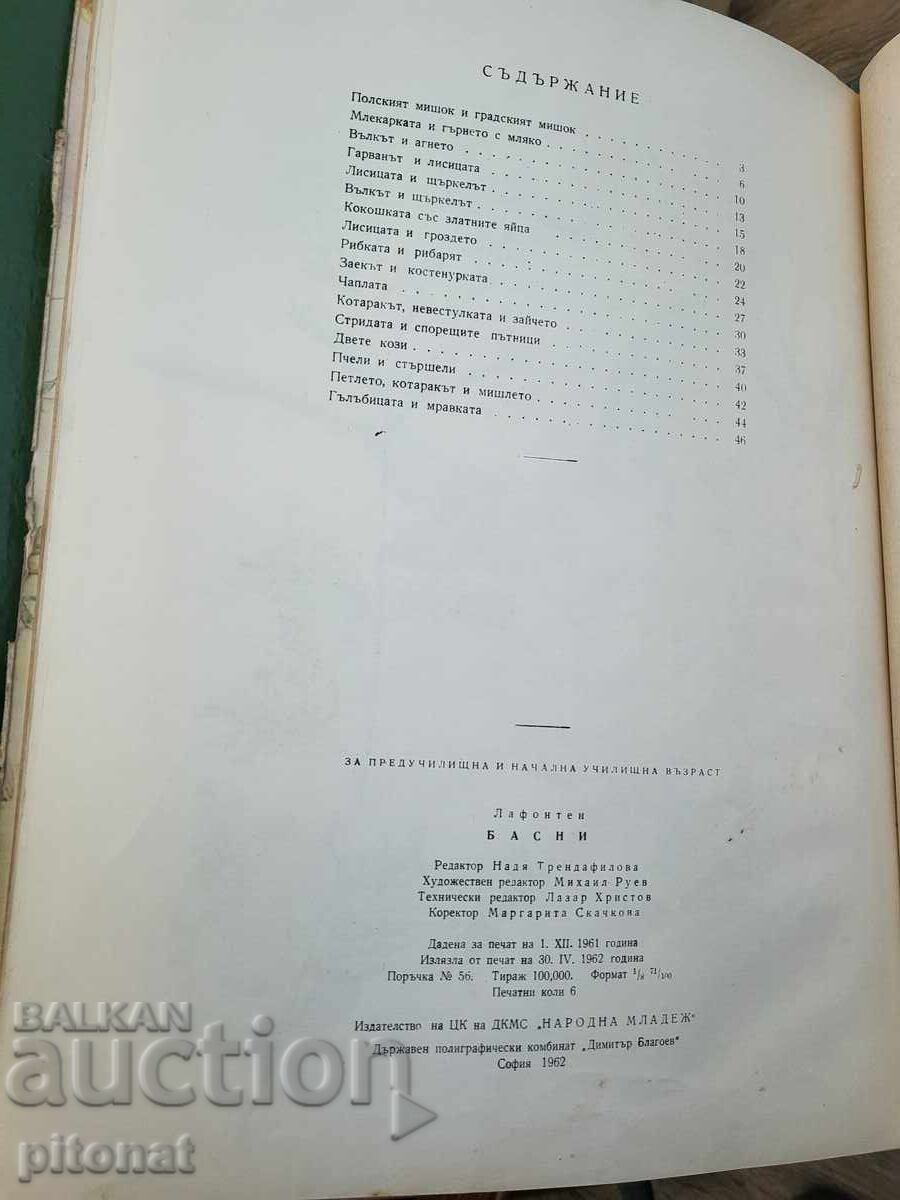 СЪДЪРЖАНИЕ
Полският мишок и градският мишок . . . . . . . . 3
Млекарката и гърнето с мляко . . . . . . . . 6
Вълкът и агнето . . . . . . . . 10
Гарванът и лисицата . . . . . . . . 13
Лисицата и щъркелът . . . . . . . . 15
Вълкът и щъркелът . . . . . . . . 18
Кокошката със златните яйца . . . . . . . . 20
Лисицата и гроздето . . . . . . . . 22
Рибката и рибарят . . . . . . . . 24
Заекът и костенурката . . . . . . . . 27
Чаплата . . . . . . . . 30
Котаракът, невестулката и зайчето . . . . . . . . 33
Стридата и спорещите пътници . . . . . . . . 37
Двете кози . . . . . . . . 40
Пчели и стършели . . . . . . . . 42
Петлето, котаракът и мишлето . . . . . . . . 44
Гълъбицата и мравката . . . . . . . . 46
ЗА ПРЕДУЧИЛИЩНА И НАЧАЛНА УЧИЛИЩНА ВЪЗРАСТ
Лафонтен
БАСНИ
Редактор Надя Трендафилова
Художествен редактор Михаил Руев
Технически редактор Лазар Христов
Коректор Маргарита Скачкова
Дадена за печат на 1. XII. 1961 година
Излязла от печат на 30. IV. 1962 година
Поръчка № 56. Тираж 100,000. Формат 1/8 71/100
Печатни коли 6
Издателство на ЦК на ДКМС „НАРОДНА МЛАДЕЖ"
Държавен полиграфически комбинат „Димитър Благоев"
София 1962
BALKAN
auction
pitonat